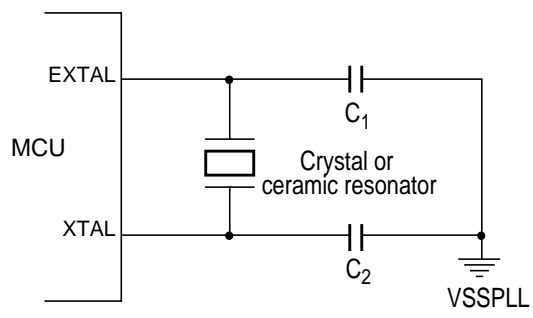 EXTAL
C1
MCU
Crystal or
ceramic resonator
XTAL
C2
VSSPLL